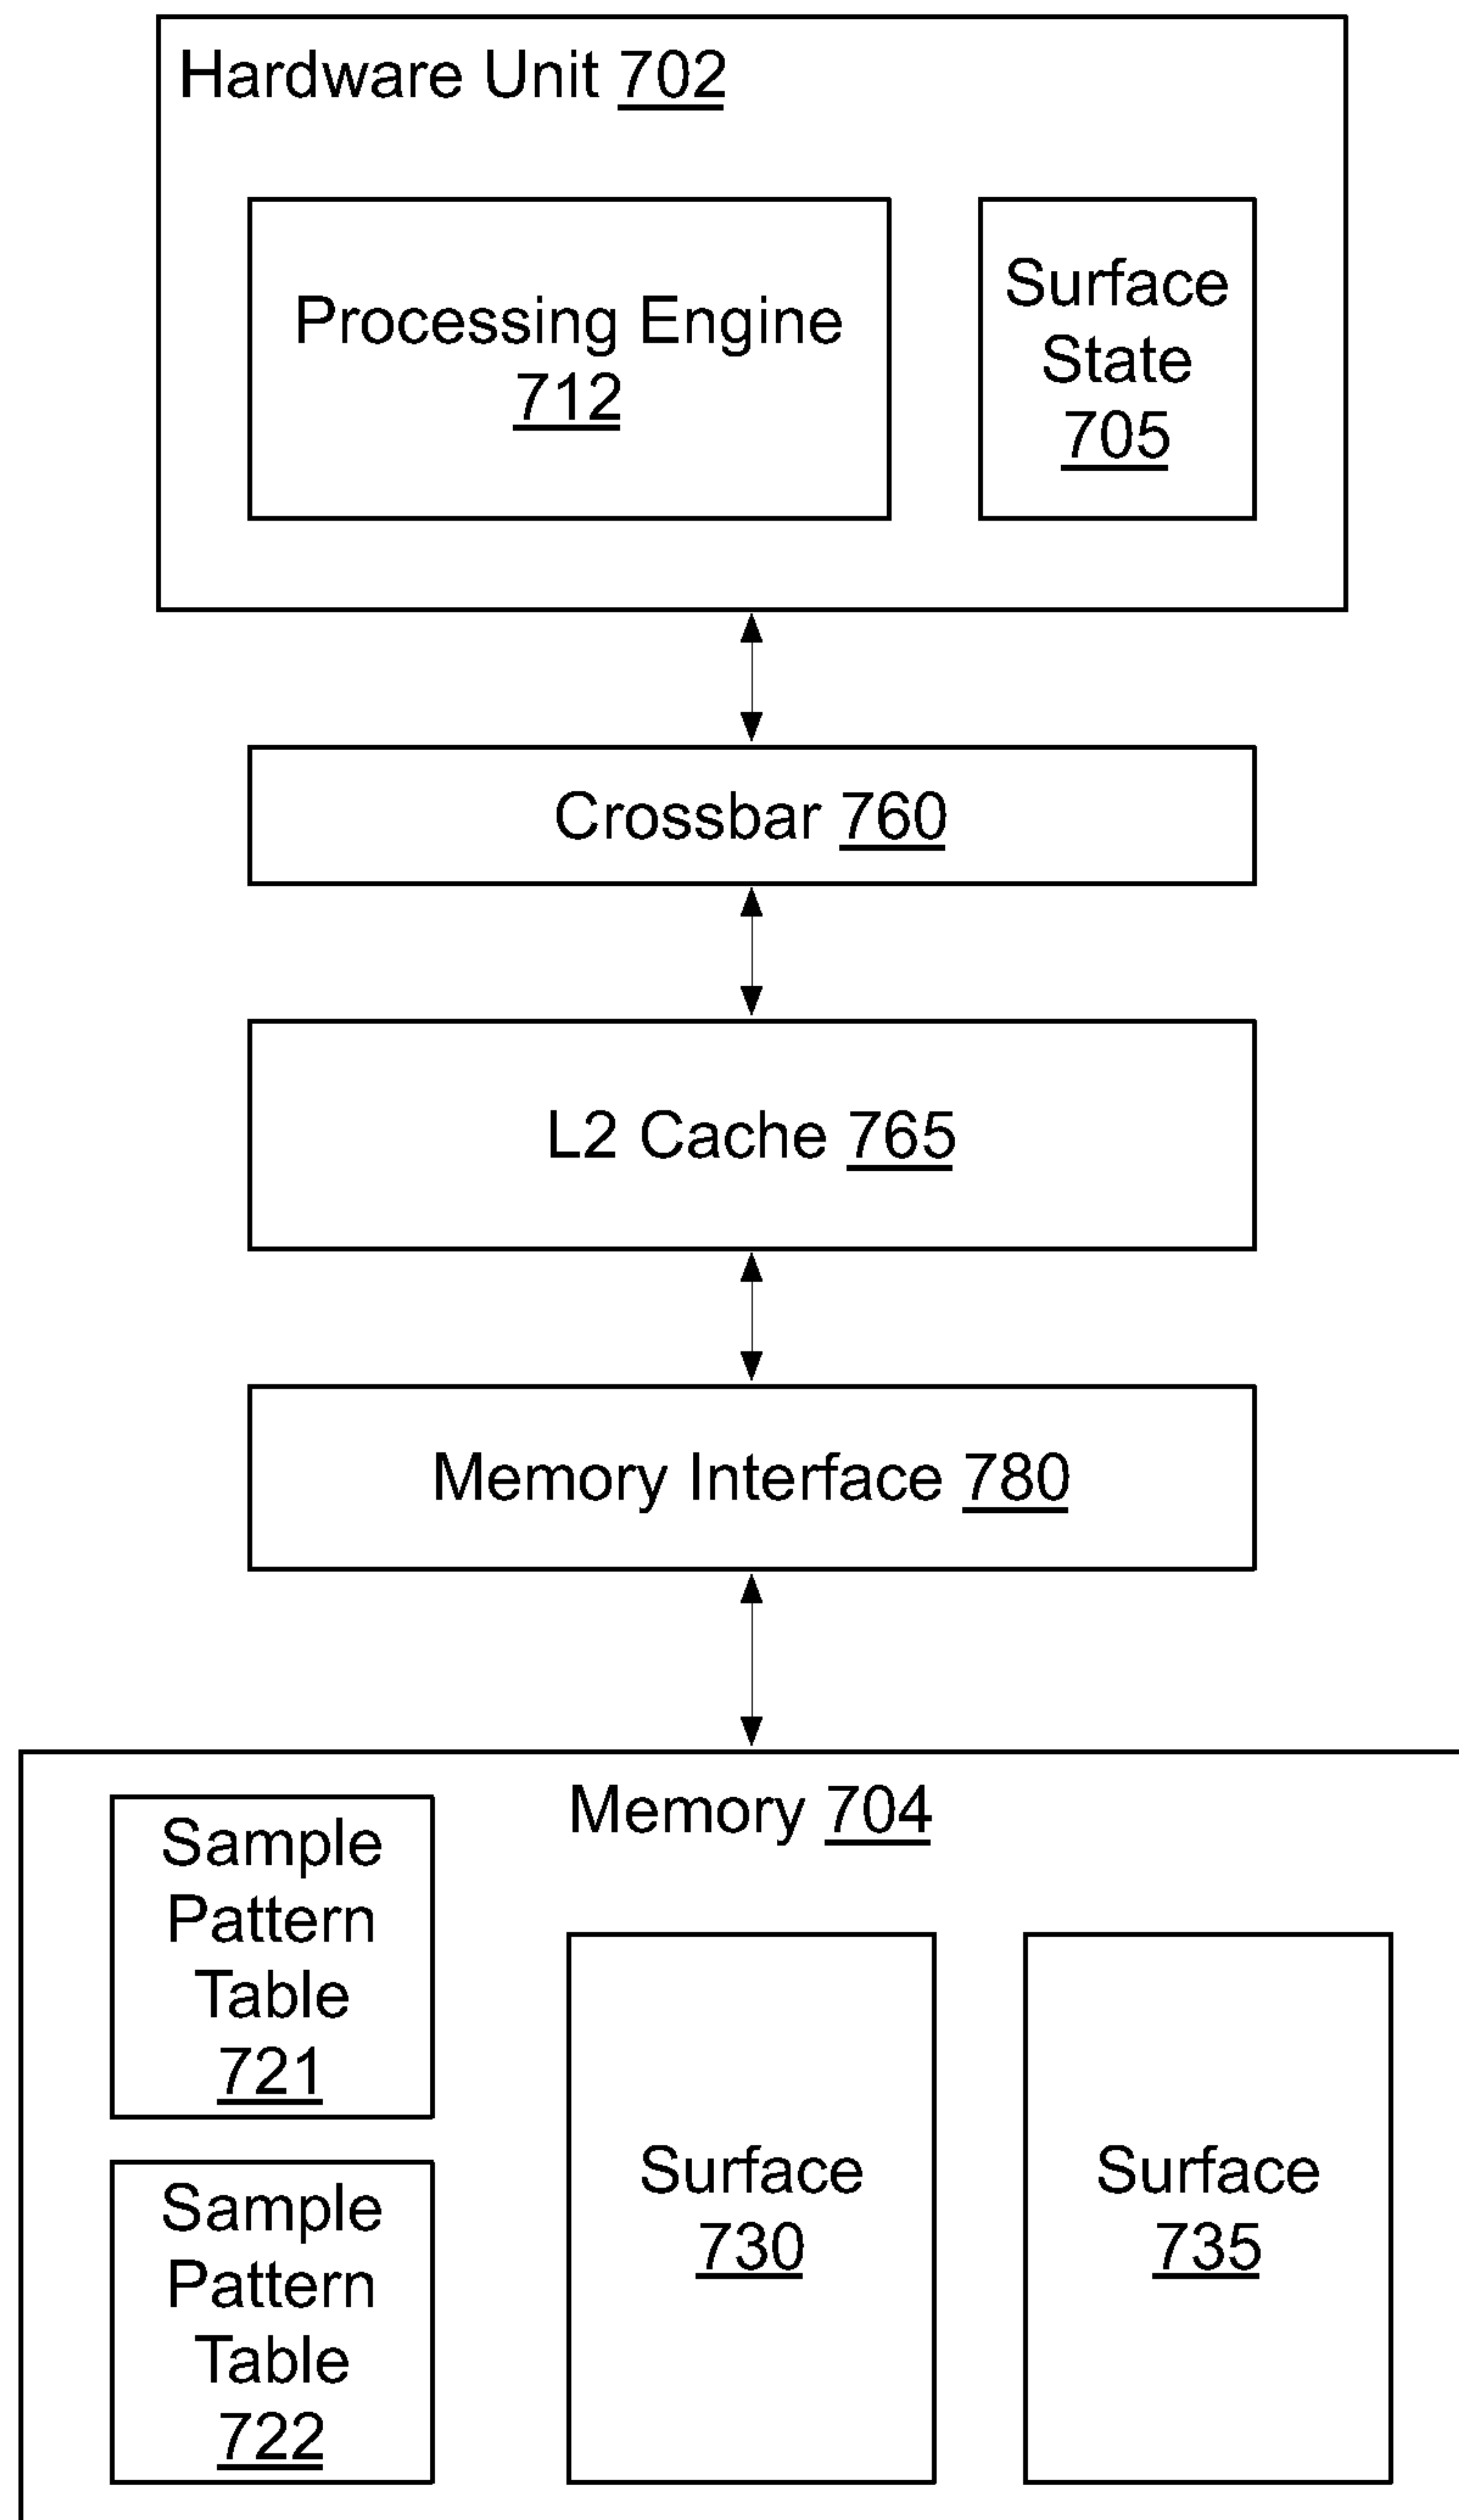 Hardware Unit 702
Processing Engine
712
Surface
State
705
Crossbar 760
L2 Cache 765
Memory Interface 780
Memory 704
Sample
Pattern
Table
721
Sample
Pattern
Table
722
Surface
730
Surface
735